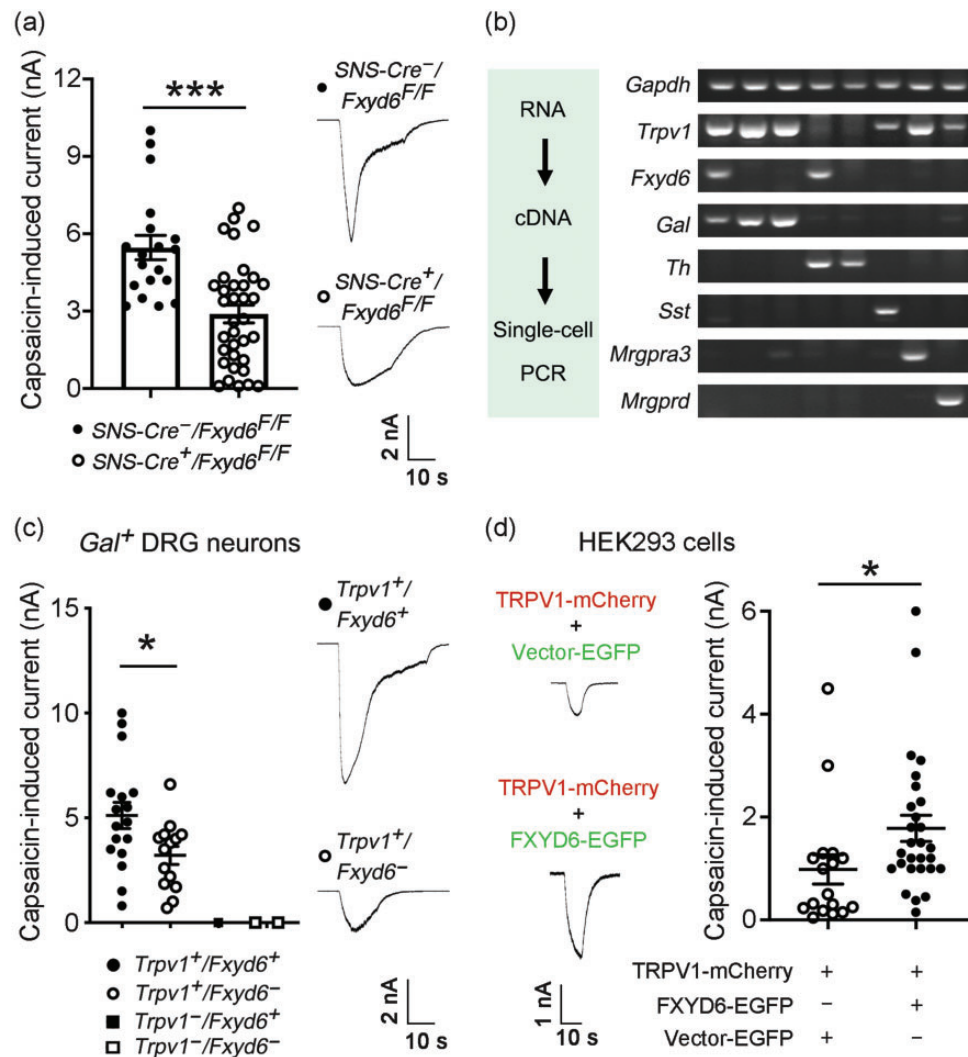 (a)
Capsaicin-induced current (nA)
12
9
6
3
0
***
SNS-Cre⁻/
Fxyd6F/F
SNS-Cre⁺/
Fxyd6F/F
SNS-Cre⁻/Fxyd6F/F
SNS-Cre⁺/Fxyd6F/F
2 nA
10 s
(b)
RNA
cDNA
Single-cell
PCR
Gapdh
Trpv1
Fxyd6
Gal
Th
Sst
Mrgpra3
Mrgprd
(c)
Gal⁺ DRG neurons
Capsaicin-induced current (nA)
15
10
5
0
*
Trpv1⁺/
Fxyd6⁺
Trpv1⁺/
Fxyd6⁻
Trpv1⁺/Fxyd6⁺
Trpv1⁺/Fxyd6⁻
Trpv1⁻/Fxyd6⁺
Trpv1⁻/Fxyd6⁻
2 nA
10 s
(d)
HEK293 cells
TRPV1-mCherry
+
Vector-EGFP
TRPV1-mCherry
+
FXYD6-EGFP
1 nA
10 s
Capsaicin-induced current (nA)
6
4
2
0
*
TRPV1-mCherry + +
FXYD6-EGFP − +
Vector-EGFP + −